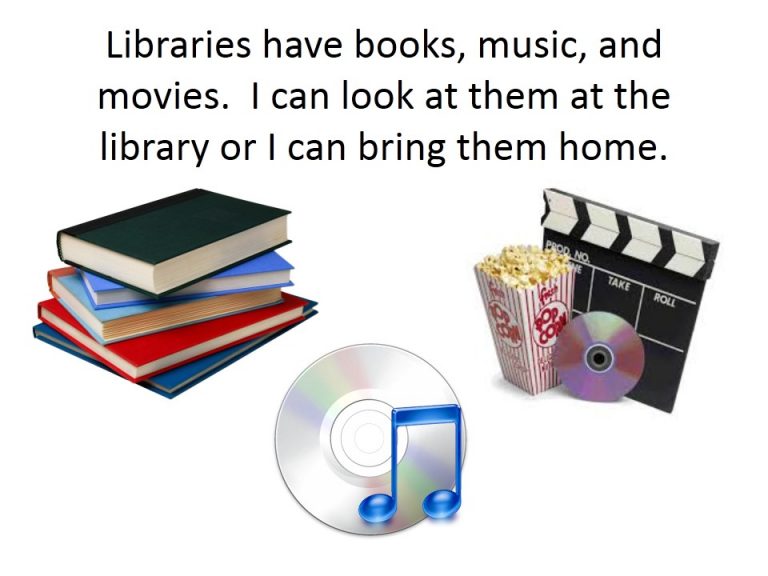 Libraries have books, music, and
movies.  I can look at them at the
library or I can bring them home.
PROD. NO.
TAKE
ROLL
POP
CORN